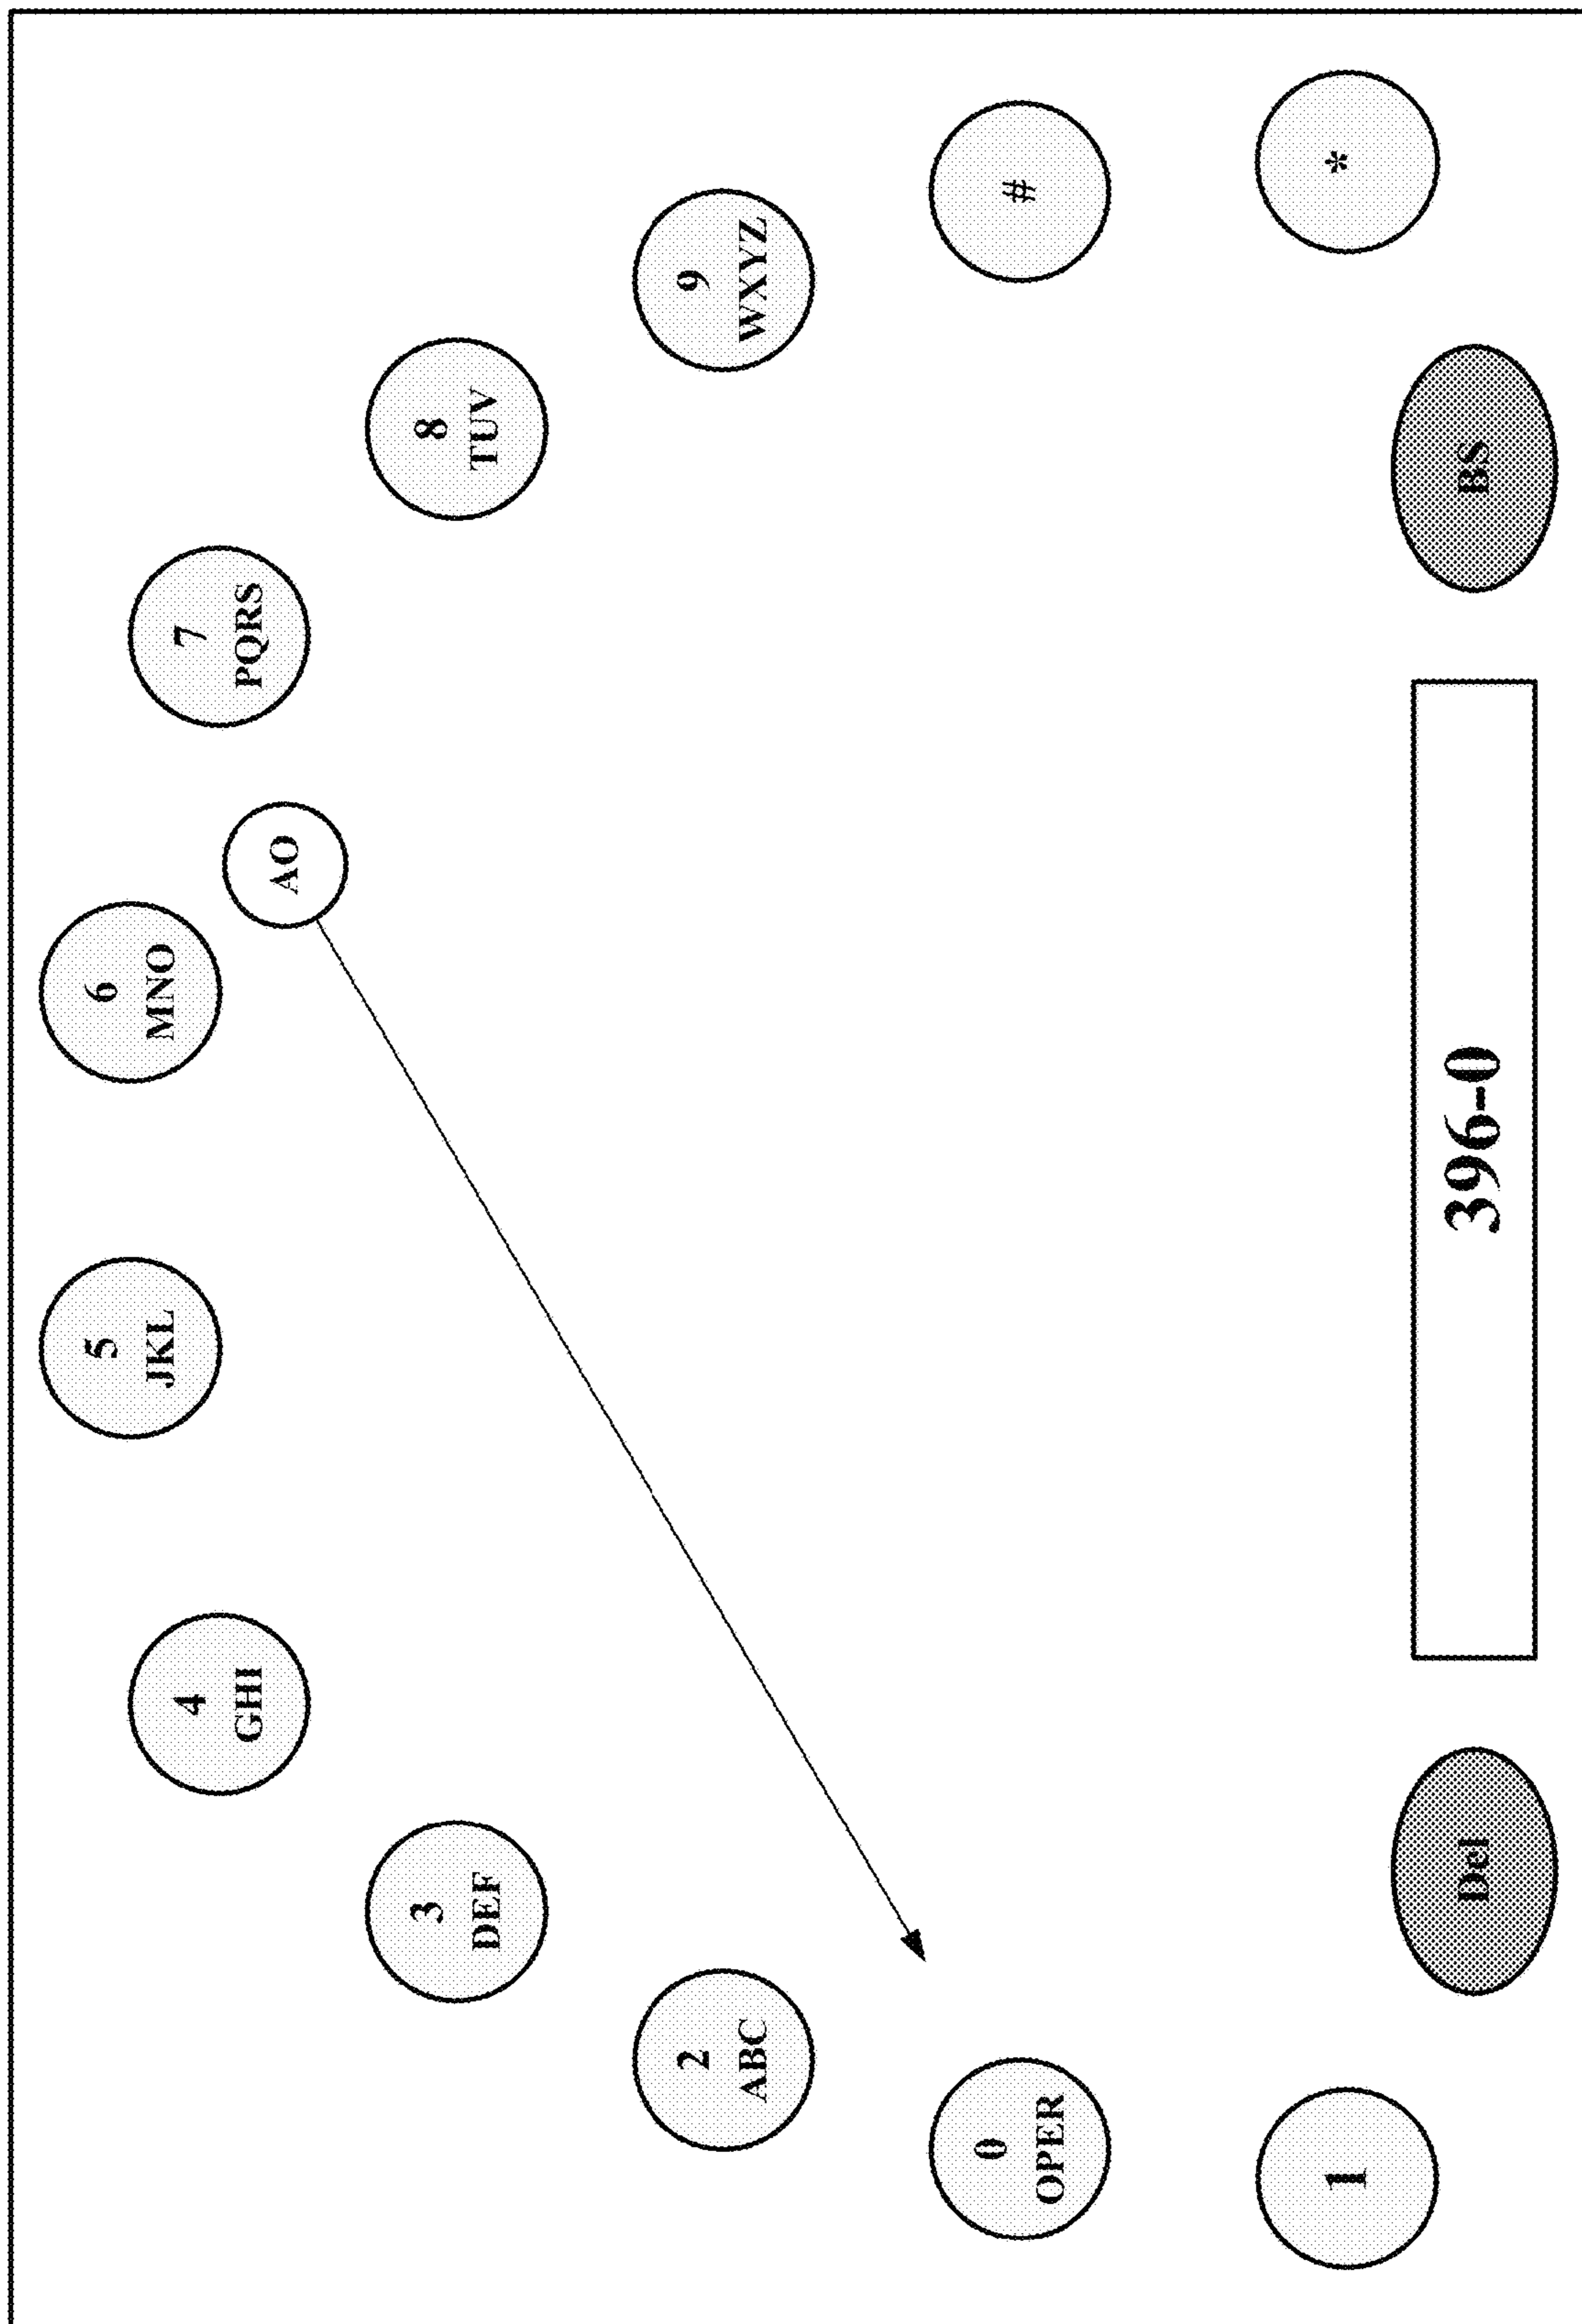 5
JKL
6
MNO
4
GHI
7
PQRS
AO
3
DEF
8
TUV
2
ABC
9
WXYZ
0
OPER
#
1
*
Del
396-0
BS